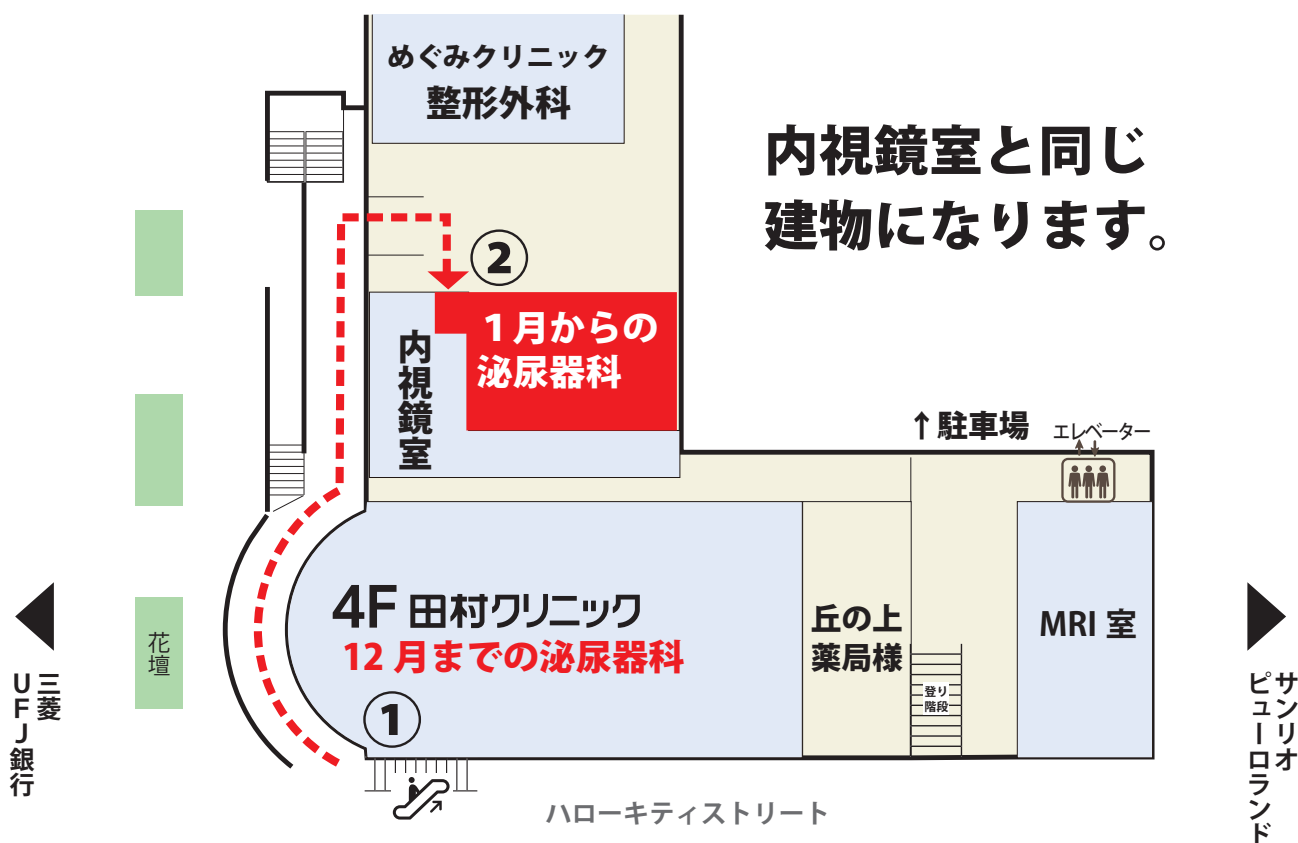 めぐみクリニック
整形外科
内視鏡室と同じ
建物になります。
②
1月からの
泌尿器科
内視鏡室
↑駐車場
エレベーター
4F 田村クリニック
12月までの泌尿器科
①
丘の上
薬局様
登り
階段
MRI 室
花壇
三菱
UFJ銀行
サンリオ
ピューロランド
ハローキティストリート